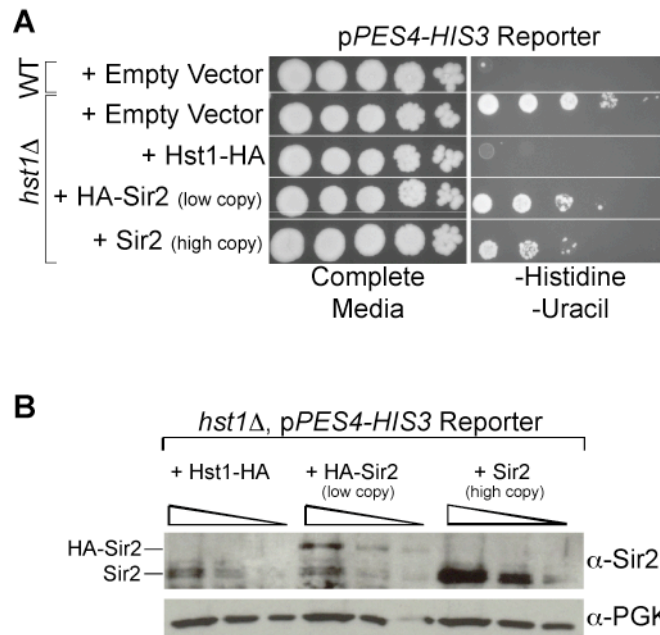 A
pPES4-HIS3 Reporter
WT
+ Empty Vector
hst1Δ
+ Empty Vector
+ Hst1-HA
+ HA-Sir2 (low copy)
+ Sir2 (high copy)
Complete
Media
-Histidine
-Uracil
B
hst1Δ, pPES4-HIS3 Reporter
+ Hst1-HA
+ HA-Sir2
(low copy)
+ Sir2
(high copy)
HA-Sir2
Sir2
α-Sir2
α-PGK